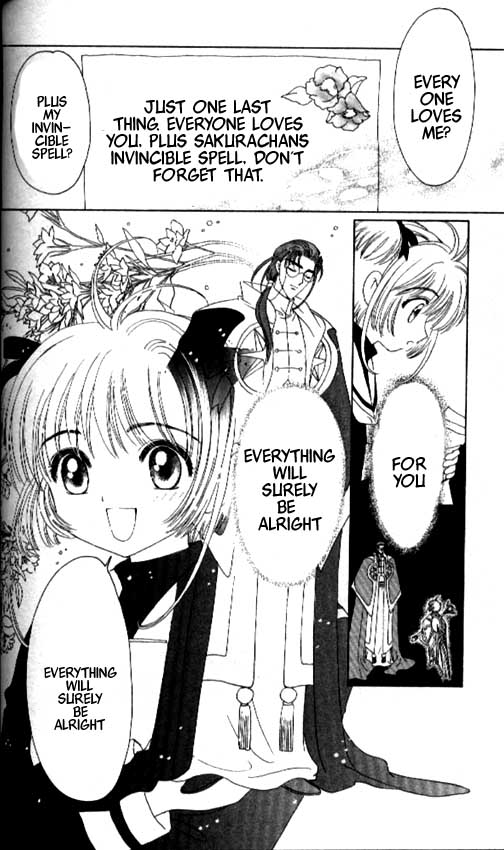 EVERY
ONE
LOVES
ME?
JUST ONE LAST
THING. EVERYONE LOVES
YOU. PLUS SAKURACHANS
INVINCIBLE SPELL. DON'T
FORGET THAT.
PLUS
MY
INVIN-
CIBLE
SPELL?
FOR
YOU
EVERYTHING
WILL
SURELY
BE
ALRIGHT
EVERYTHING
WILL
SURELY
BE
ALRIGHT